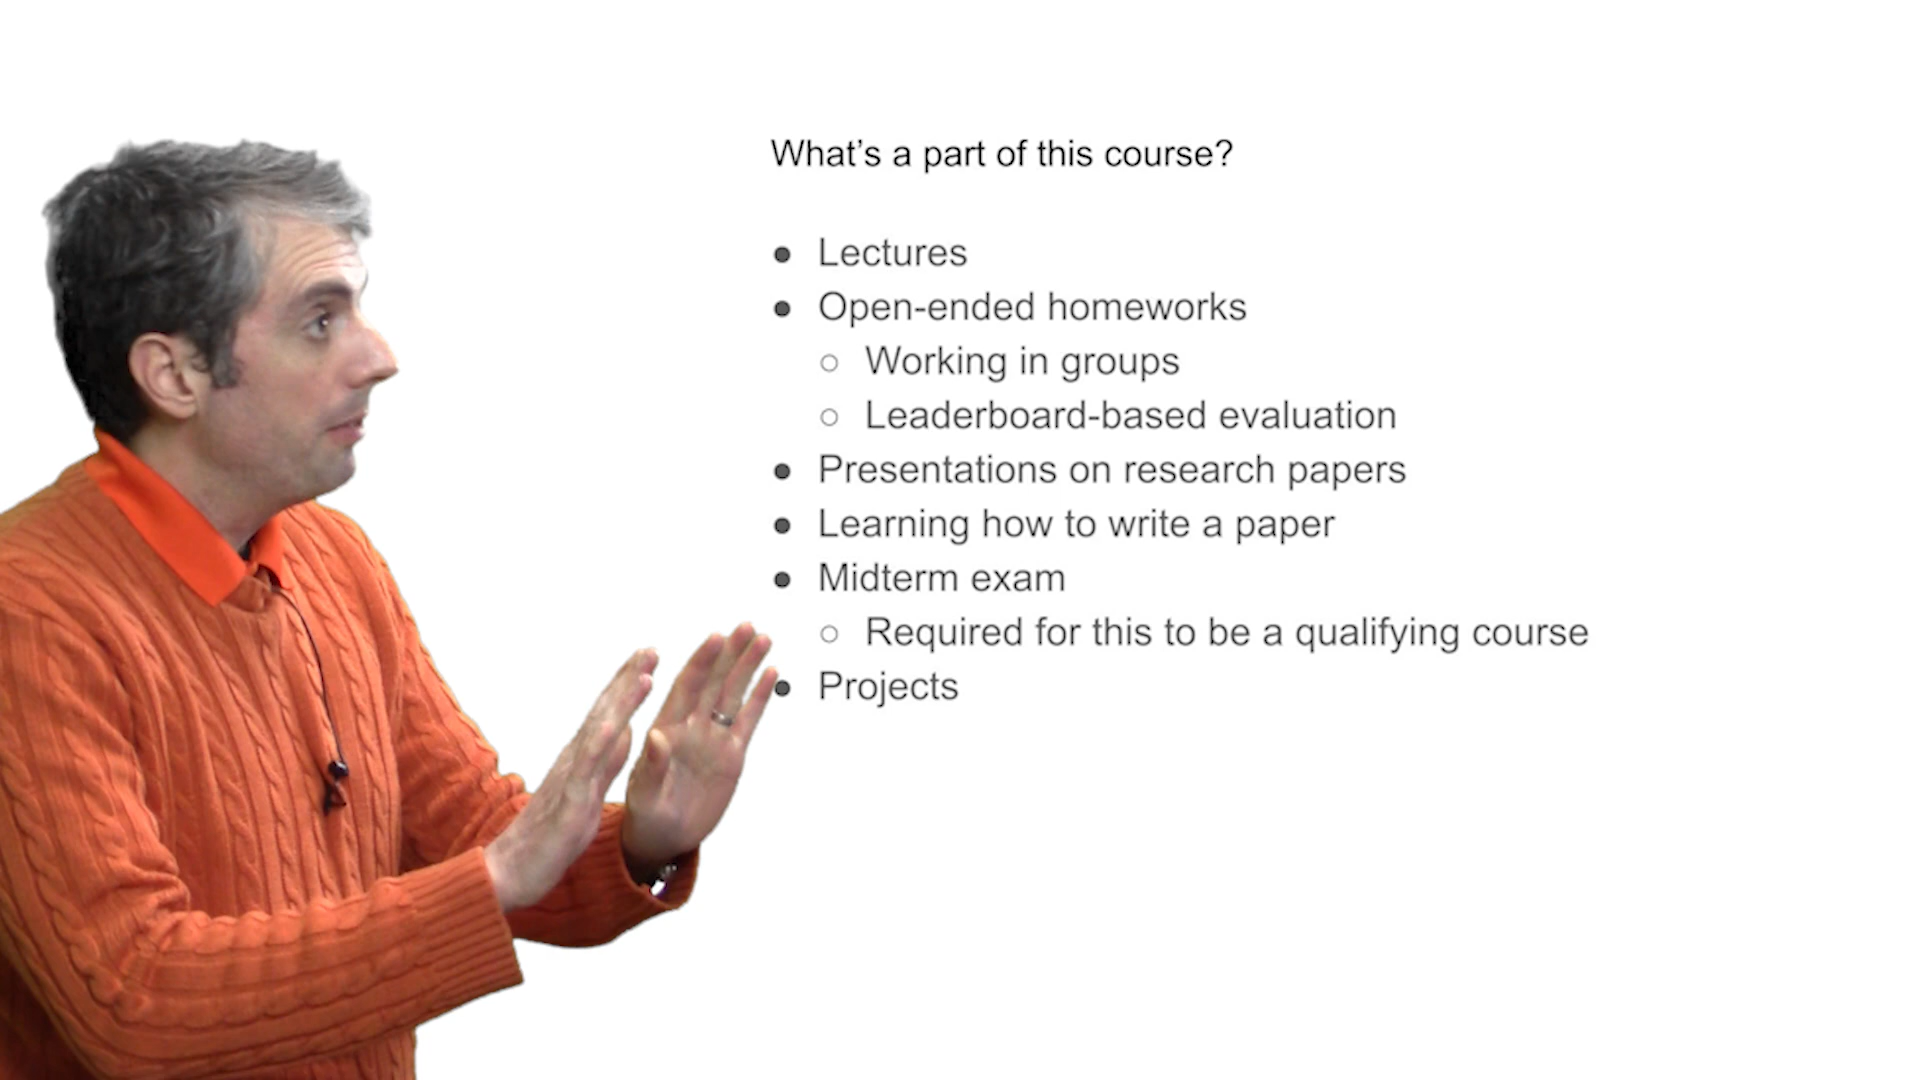 What’s a part of this course?
● Lectures
● Open-ended homeworks
○ Working in groups
○ Leaderboard-based evaluation
● Presentations on research papers
● Learning how to write a paper
● Midterm exam
○ Required for this to be a qualifying course
● Projects